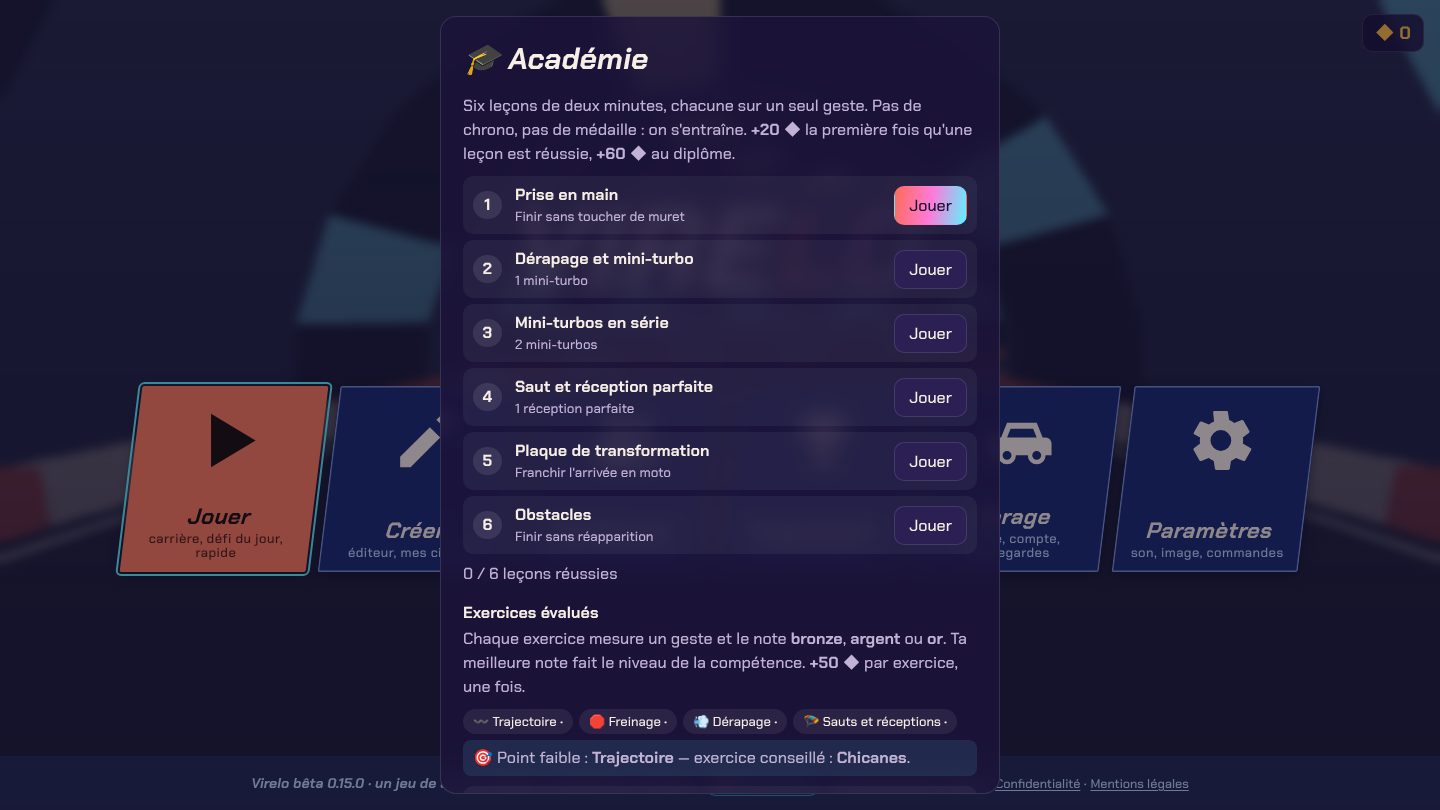 ◆ 0
🎓 Académie
Six leçons de deux minutes, chacune sur un seul geste. Pas de
chrono, pas de médaille : on s'entraîne. +20 ◆ la première fois qu'une
leçon est réussie, +60 ◆ au diplôme.
1 Prise en main
Finir sans toucher de muret
Jouer
2 Dérapage et mini-turbo
1 mini-turbo
Jouer
3 Mini-turbos en série
2 mini-turbos
Jouer
4 Saut et réception parfaite
1 réception parfaite
Jouer
5 Plaque de transformation
Franchir l'arrivée en moto
Jouer
6 Obstacles
Finir sans réapparition
Jouer
0 / 6 leçons réussies
Exercices évalués
Chaque exercice mesure un geste et le note bronze, argent ou or. Ta
meilleure note fait le niveau de la compétence. +50 ◆ par exercice,
une fois.
〰️ Trajectoire · 🛑 Freinage · 💨 Dérapage · 🪂 Sauts et réceptions ·
🎯 Point faible : Trajectoire — exercice conseillé : Chicanes.
Jouer
carrière, défi du jour,
rapide
Créer
éditeur, mes
compte,
Paramètres
son, image, commandes
Virelo bêta 0.15.0 · un jeu de
Confidentialité · Mentions légales